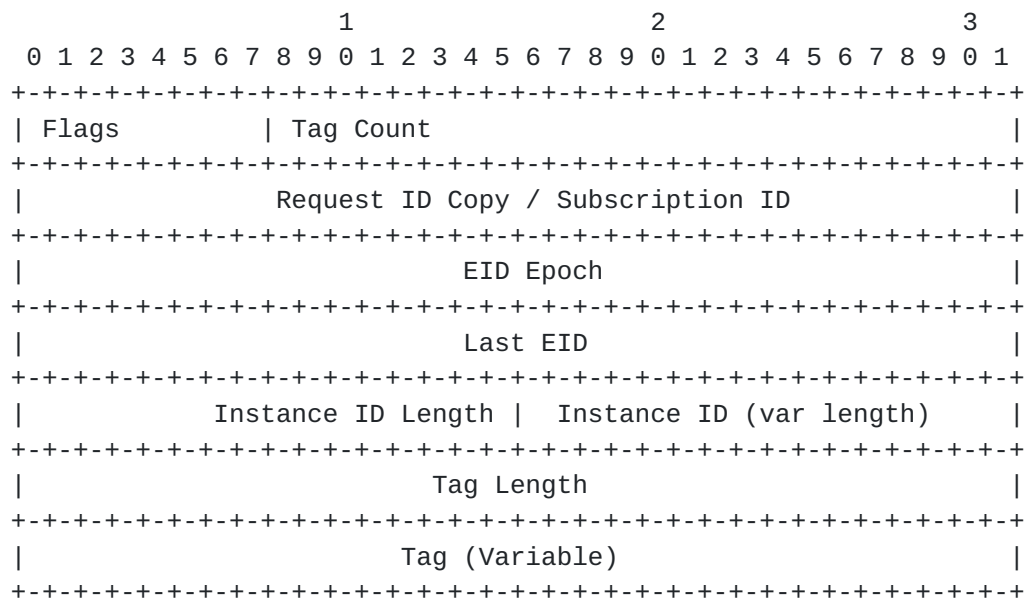 1                   2                   3
 0 1 2 3 4 5 6 7 8 9 0 1 2 3 4 5 6 7 8 9 0 1 2 3 4 5 6 7 8 9 0 1
+-+-+-+-+-+-+-+-+-+-+-+-+-+-+-+-+-+-+-+-+-+-+-+-+-+-+-+-+-+-+-+-+
| Flags         | Tag Count                                     |
+-+-+-+-+-+-+-+-+-+-+-+-+-+-+-+-+-+-+-+-+-+-+-+-+-+-+-+-+-+-+-+-+
|                Request ID Copy / Subscription ID              |
+-+-+-+-+-+-+-+-+-+-+-+-+-+-+-+-+-+-+-+-+-+-+-+-+-+-+-+-+-+-+-+-+
|                            EID Epoch                          |
+-+-+-+-+-+-+-+-+-+-+-+-+-+-+-+-+-+-+-+-+-+-+-+-+-+-+-+-+-+-+-+-+
|                            Last EID                           |
+-+-+-+-+-+-+-+-+-+-+-+-+-+-+-+-+-+-+-+-+-+-+-+-+-+-+-+-+-+-+-+-+
|            Instance ID Length |  Instance ID (var length)     |
+-+-+-+-+-+-+-+-+-+-+-+-+-+-+-+-+-+-+-+-+-+-+-+-+-+-+-+-+-+-+-+-+
|                          Tag Length                           |
+-+-+-+-+-+-+-+-+-+-+-+-+-+-+-+-+-+-+-+-+-+-+-+-+-+-+-+-+-+-+-+-+
|                        Tag (Variable)                         |
+-+-+-+-+-+-+-+-+-+-+-+-+-+-+-+-+-+-+-+-+-+-+-+-+-+-+-+-+-+-+-+-+